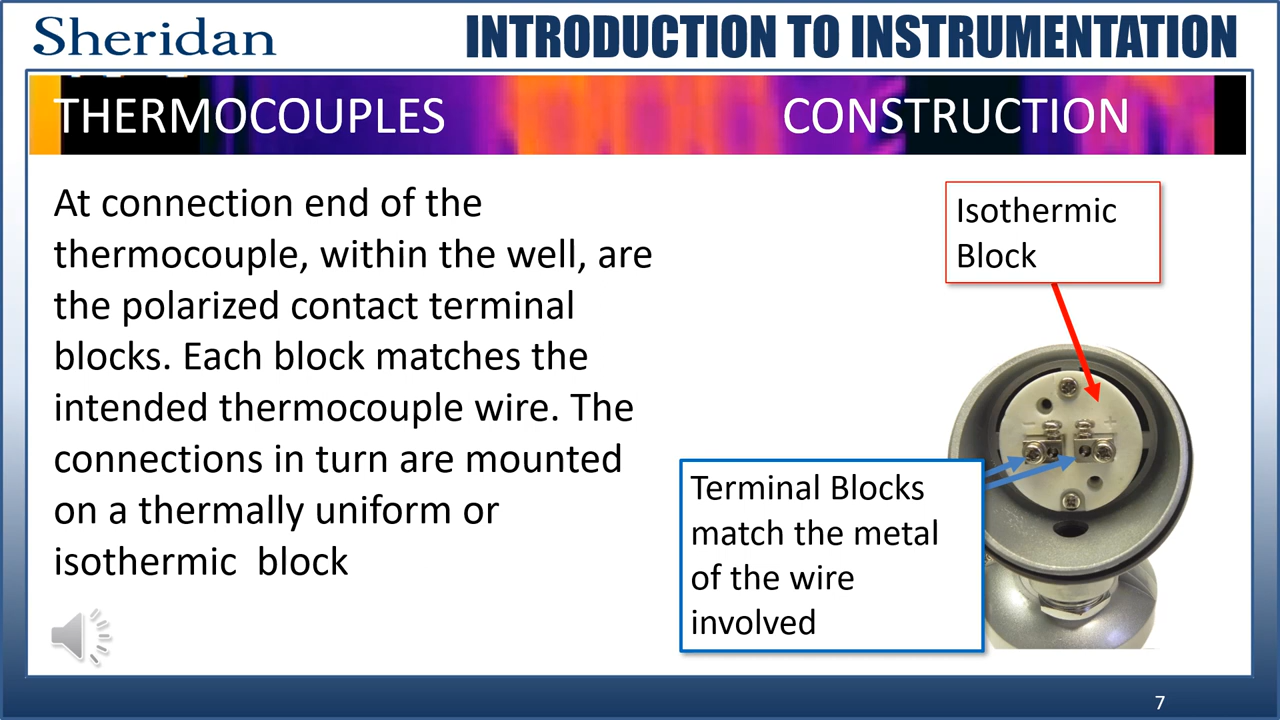 Sheridan
INTRODUCTION TO INSTRUMENTATION
THERMOCOUPLES
CONSTRUCTION
At connection end of the
thermocouple, within the well, are
the polarized contact terminal
blocks. Each block matches the
intended thermocouple wire. The
connections in turn are mounted
on a thermally uniform or
isothermic block
Isothermic
Block
- +
Terminal Blocks
match the metal
of the wire
involved
7